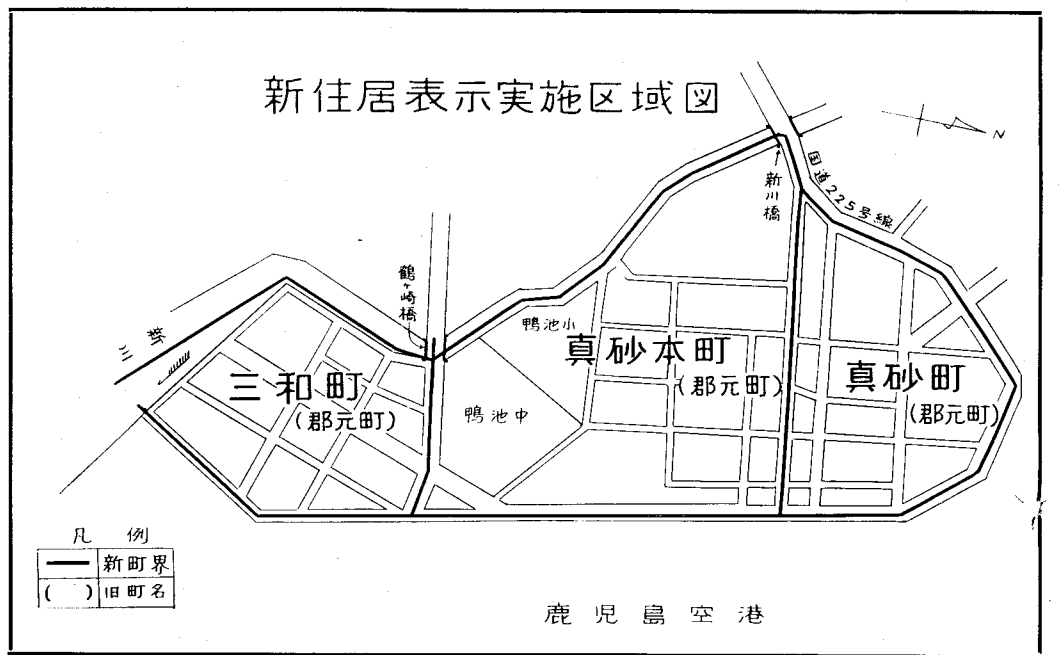 新住居表示実施区域図
N
国道225号線
新川橋
鶴ヶ崎橋
鴨池小
真砂本町
(郡元町)
真砂町
(郡元町)
三和町
(郡元町)
鴨池中
凡例
新町界
( ) 旧町名
鹿児島空港